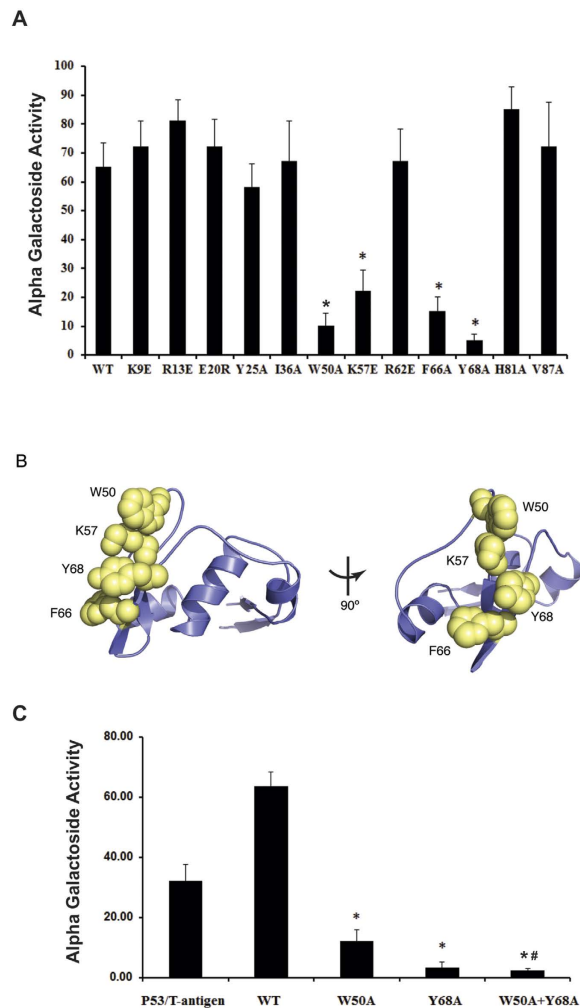 A
Alpha Galactoside Activity
100
90
80
70
60
50
40
30
20
10
0
WT K9E R13E E20R Y25A I36A W50A K57E R62E F66A Y68A H81A V87A
* * * *
B
W50
K57
Y68
F66
90º
W50
K57
Y68
F66
C
Alpha Galactoside Activity
80.00
60.00
40.00
20.00
0.00
* * *#
P53/T-antigen WT W50A Y68A W50A+Y68A